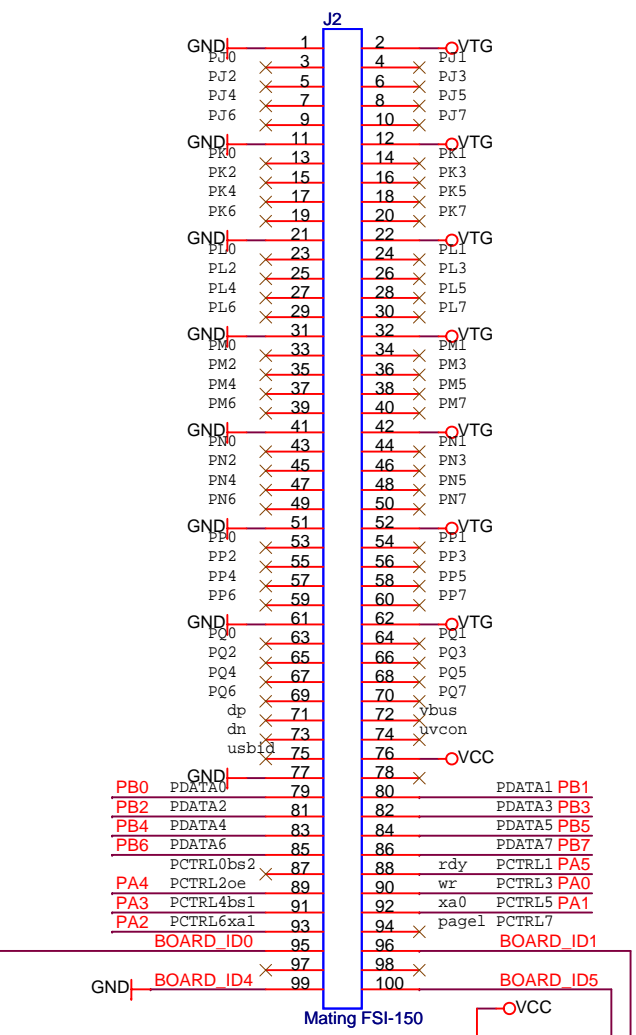 J2
GND 1 2 VTG
PJ0 3 4 PJ1
PJ2 5 6 PJ3
PJ4 7 8 PJ5
PJ6 9 10 PJ7
GND 11 12 VTG
PK0 13 14 PK1
PK2 15 16 PK3
PK4 17 18 PK5
PK6 19 20 PK7
GND 21 22 VTG
PL0 23 24 PL1
PL2 25 26 PL3
PL4 27 28 PL5
PL6 29 30 PL7
GND 31 32 VTG
PM0 33 34 PM1
PM2 35 36 PM3
PM4 37 38 PM5
PM6 39 40 PM7
GND 41 42 VTG
PN0 43 44 PN1
PN2 45 46 PN3
PN4 47 48 PN5
PN6 49 50 PN7
GND 51 52 VTG
PP0 53 54 PP1
PP2 55 56 PP3
PP4 57 58 PP5
PP6 59 60 PP7
GND 61 62 VTG
PQ0 63 64 PQ1
PQ2 65 66 PQ3
PQ4 67 68 PQ5
PQ6 69 70 PQ7
dp 71 72 vbus
dn 73 74 uvcon
usbid 75 76 VCC
GND 77 78
PB0 PDATA0 79 80 PDATA1 PB1
PB2 PDATA2 81 82 PDATA3 PB3
PB4 PDATA4 83 84 PDATA5 PB5
PB6 PDATA6 85 86 PDATA7 PB7
PCTRL0bs2 87 88 rdy PCTRL1 PA5
PA4 PCTRL2oe 89 90 wr PCTRL3 PA0
PA3 PCTRL4bs1 91 92 xa0 PCTRL5 PA1
PA2 PCTRL6xa1 93 94 pagel PCTRL7
BOARD_ID0 95 96 BOARD_ID1
97 98
GND BOARD_ID4 99 100 BOARD_ID5
VCC
Mating FSI-150